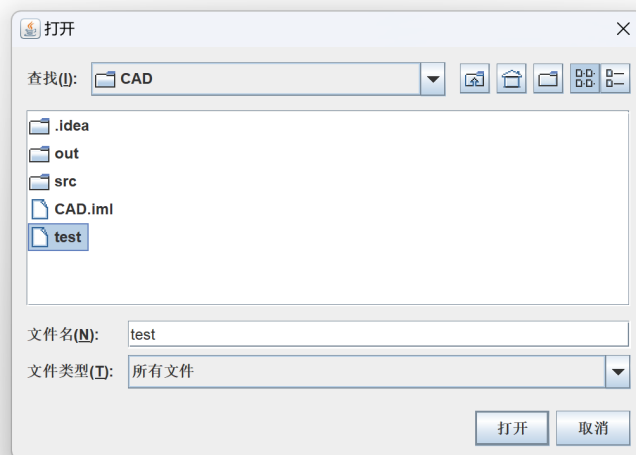 打开
查找(I): CAD
.idea
out
src
CAD.iml
test
文件名(N): test
文件类型(T): 所有文件
打开 取消